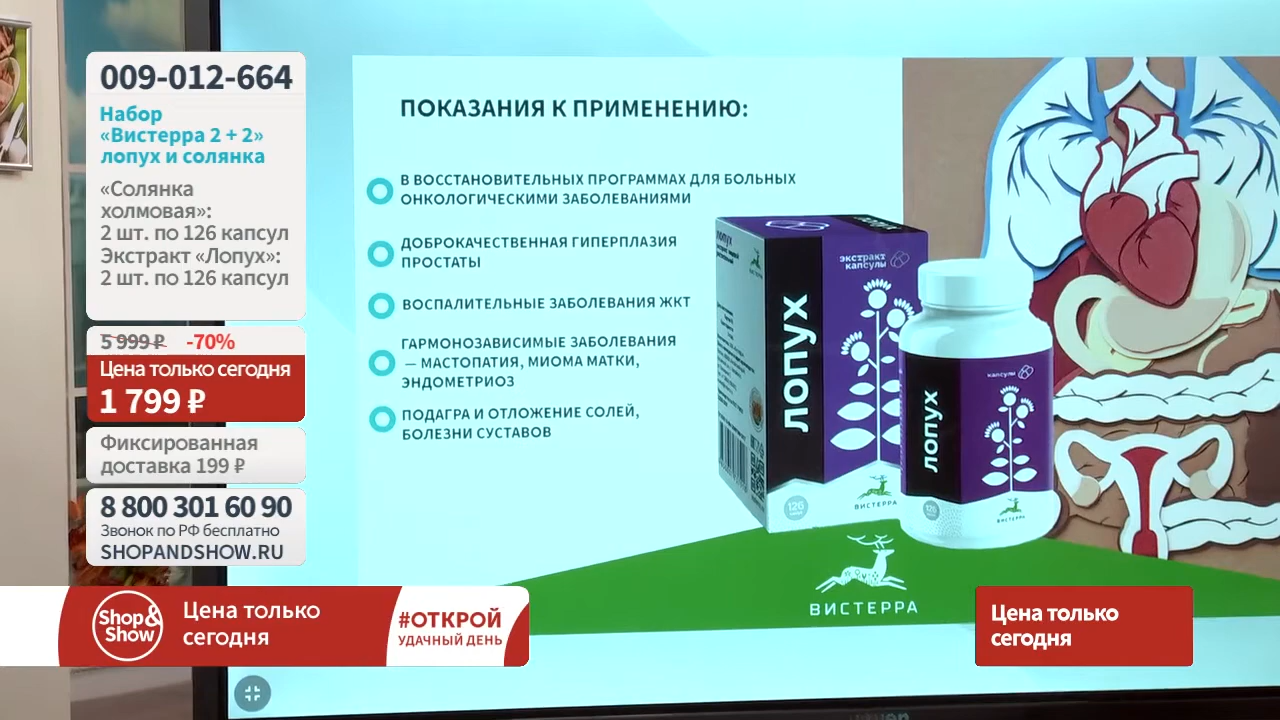 009-012-664
Набор
«Вистерра 2 + 2»
лопух и солянка
«Солянка
холмовая»:
2 шт. по 126 капсул
Экстракт «Лопух»:
2 шт. по 126 капсул
5 999 ₽ -70%
Цена только сегодня
1 799 ₽
Фиксированная
доставка 199 ₽
8 800 301 60 90
Звонок по РФ бесплатно
SHOPANDSHOW.RU
ПОКАЗАНИЯ К ПРИМЕНЕНИЮ:
В ВОССТАНОВИТЕЛЬНЫХ ПРОГРАММАХ ДЛЯ БОЛЬНЫХ
ОНКОЛОГИЧЕСКИМИ ЗАБОЛЕВАНИЯМИ
ДОБРОКАЧЕСТВЕННАЯ ГИПЕРПЛАЗИЯ
ПРОСТАТЫ
ВОСПАЛИТЕЛЬНЫЕ ЗАБОЛЕВАНИЯ ЖКТ
ГАРМОНОЗАВИСИМЫЕ ЗАБОЛЕВАНИЯ
— МАСТОПАТИЯ, МИОМА МАТКИ,
ЭНДОМЕТРИОЗ
ПОДАГРА И ОТЛОЖЕНИЕ СОЛЕЙ,
БОЛЕЗНИ СУСТАВОВ
экстракт
капсулы
ЛОПУХ
126
ВИСТЕРРА
капсулы
ЛОПУХ
126
ВИСТЕРРА
ВИСТЕРРА
Shop&
Show
Цена только
сегодня
#ОТКРОЙ
УДАЧНЫЙ ДЕНЬ
Цена только
сегодня